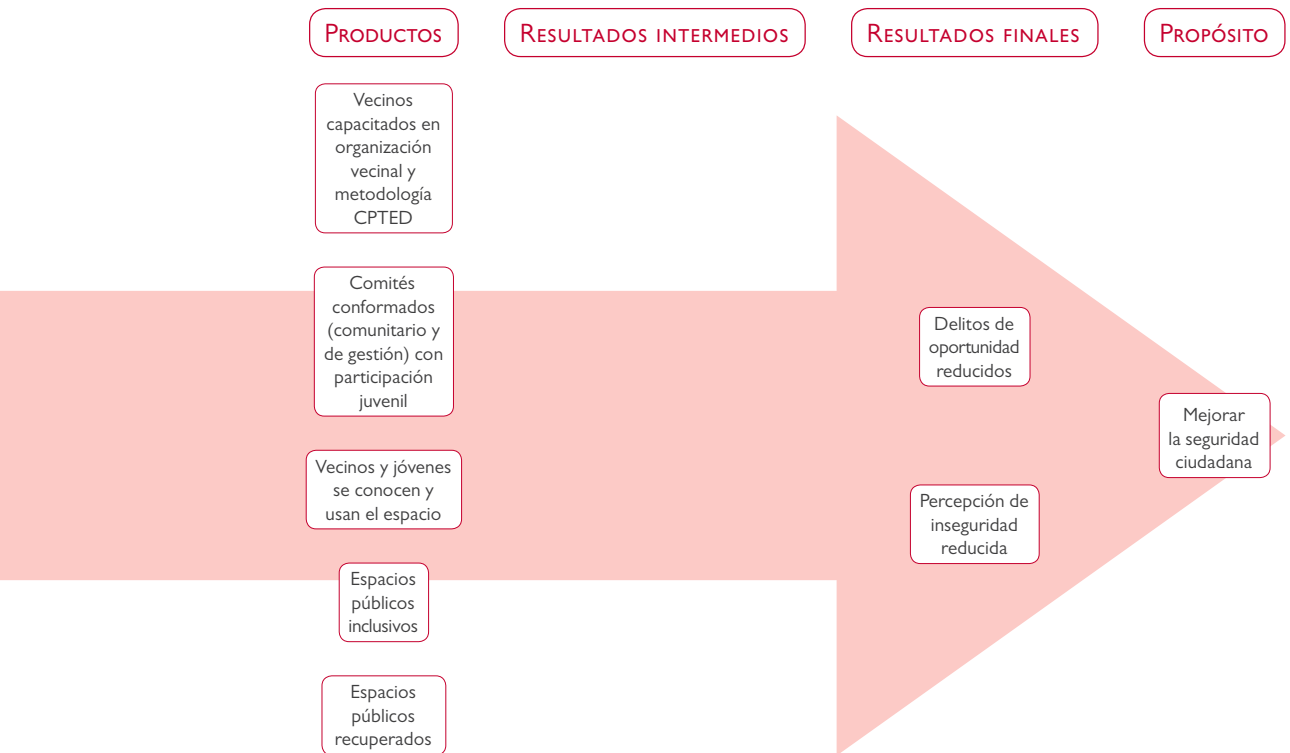 Productos
Resultados intermedios
Resultados finales
Propósito
Vecinos
capacitados en
organización
vecinal y
metodología
CPTED
Comités
conformados
(comunitario y
de gestión) con
participación
juvenil
Vecinos y jóvenes
se conocen y
usan el espacio
Espacios
públicos
inclusivos
Espacios
públicos
recuperados
Delitos de
oportunidad
reducidos
Percepción de
inseguridad
reducida
Mejorar
la seguridad
ciudadana